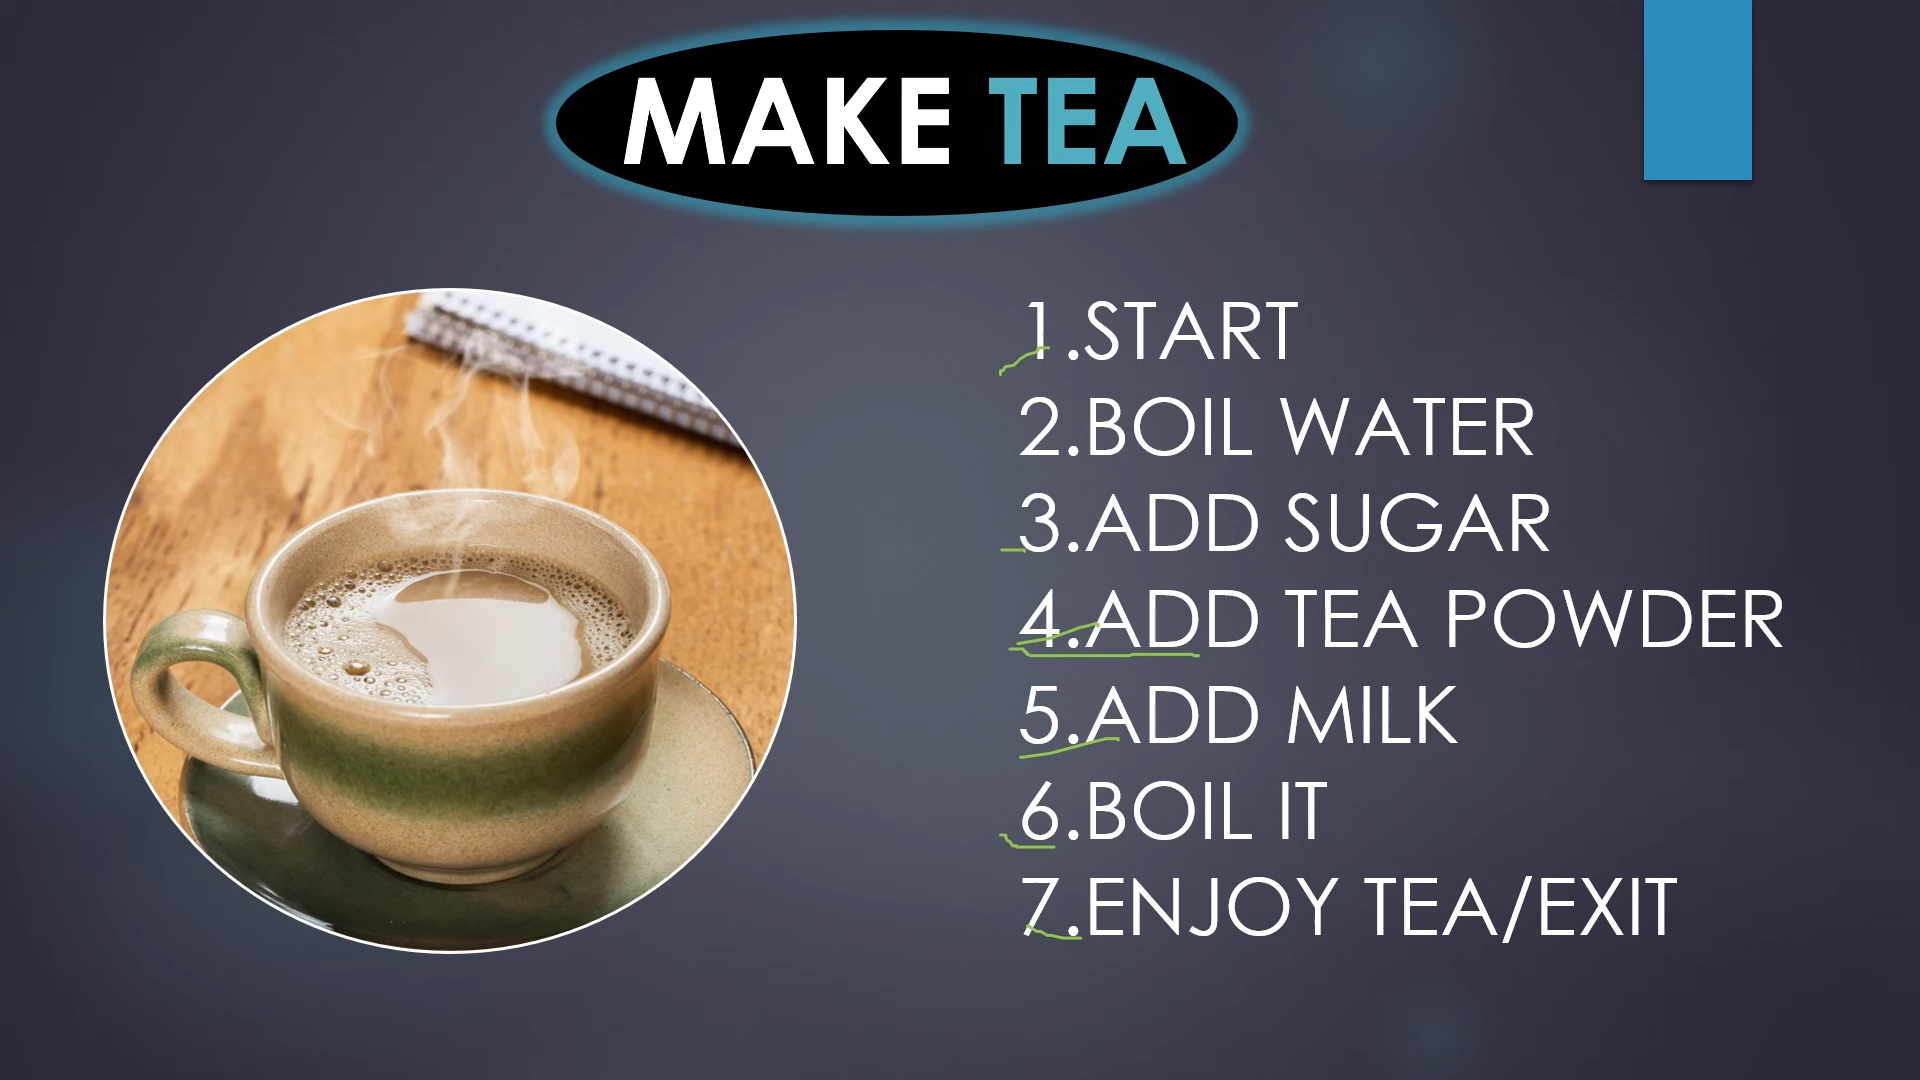 MAKE TEA
1.START
2.BOIL WATER
3.ADD SUGAR
4.ADD TEA POWDER
5.ADD MILK
6.BOIL IT
7.ENJOY TEA/EXIT